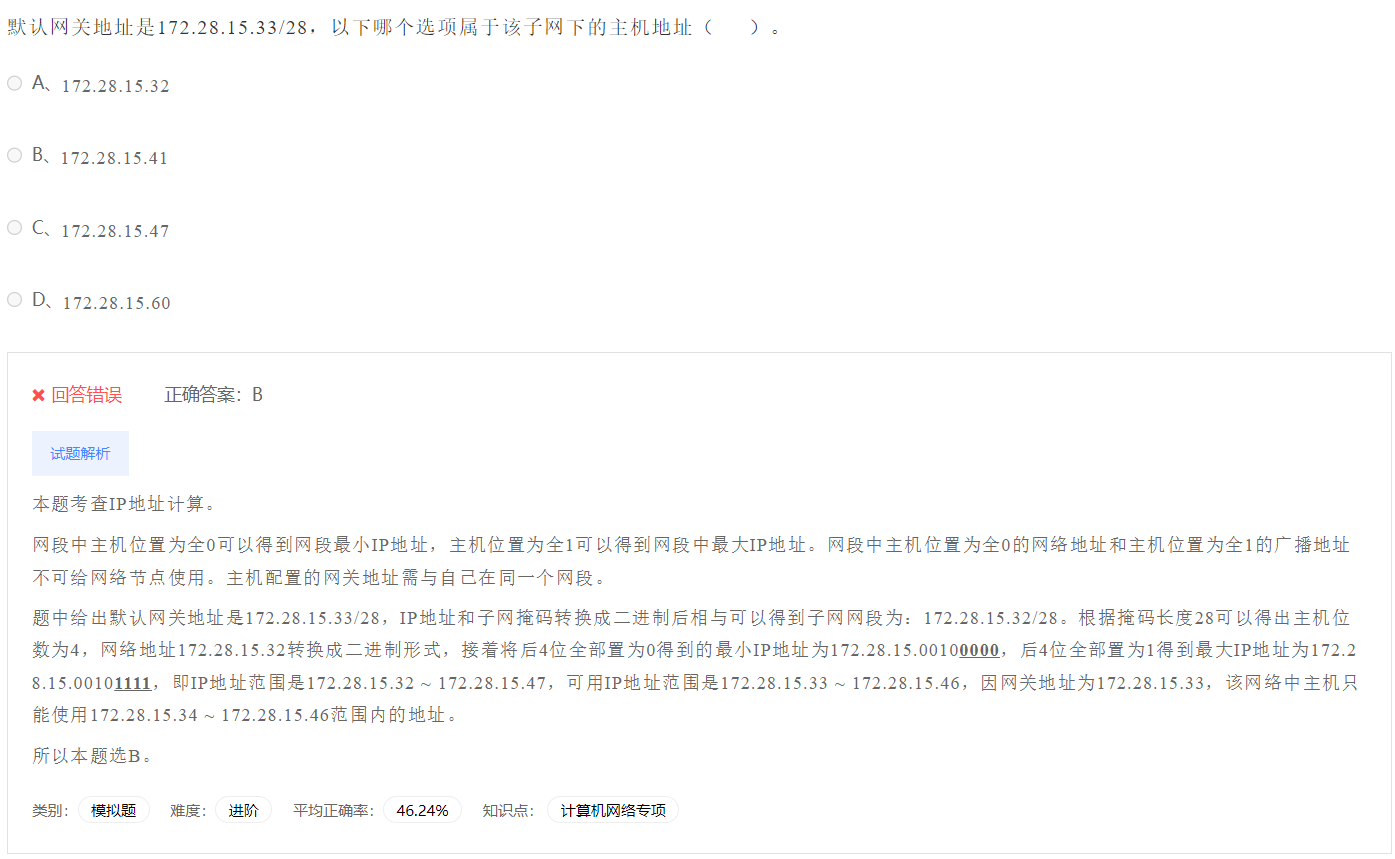 默认网关地址是172.28.15.33/28，以下哪个选项属于该子网下的主机地址（　　）。
A、172.28.15.32
B、172.28.15.41
C、172.28.15.47
D、172.28.15.60
✖ 回答错误　正确答案：B
试题解析
本题考查IP地址计算。
网段中主机位置为全0可以得到网段最小IP地址，主机位置为全1可以得到网段中最大IP地址。网段中主机位置为全0的网络地址和主机位置为全1的广播地址
不可给网络节点使用。主机配置的网关地址需与自己在同一个网段。
题中给出默认网关地址是172.28.15.33/28，IP地址和子网掩码转换成二进制后相与可以得到子网网段为：172.28.15.32/28。根据掩码长度28可以得出主机位
数为4，网络地址172.28.15.32转换成二进制形式，接着将后4位全部置为0得到的最小IP地址为172.28.15.00100000，后4位全部置为1得到最大IP地址为172.2
8.15.00101111，即IP地址范围是172.28.15.32 ~ 172.28.15.47，可用IP地址范围是172.28.15.33 ~ 172.28.15.46，因网关地址为172.28.15.33，该网络中主机只
能使用172.28.15.34 ~ 172.28.15.46范围内的地址。
所以本题选B。
类别： 模拟题　难度： 进阶　平均正确率： 46.24%　知识点： 计算机网络专项